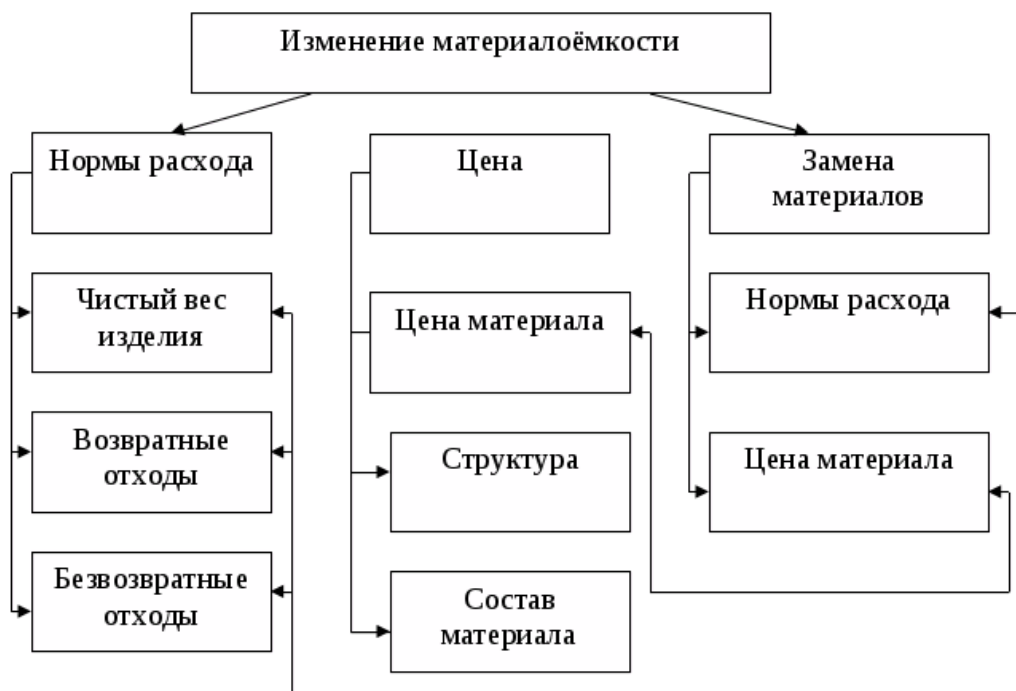 Изменение материалоёмкости
Нормы расхода
Цена
Замена
материалов
Чистый вес
изделия
Цена материала
Нормы расхода
Возвратные
отходы
Структура
Цена материала
Безвозвратные
отходы
Состав
материала